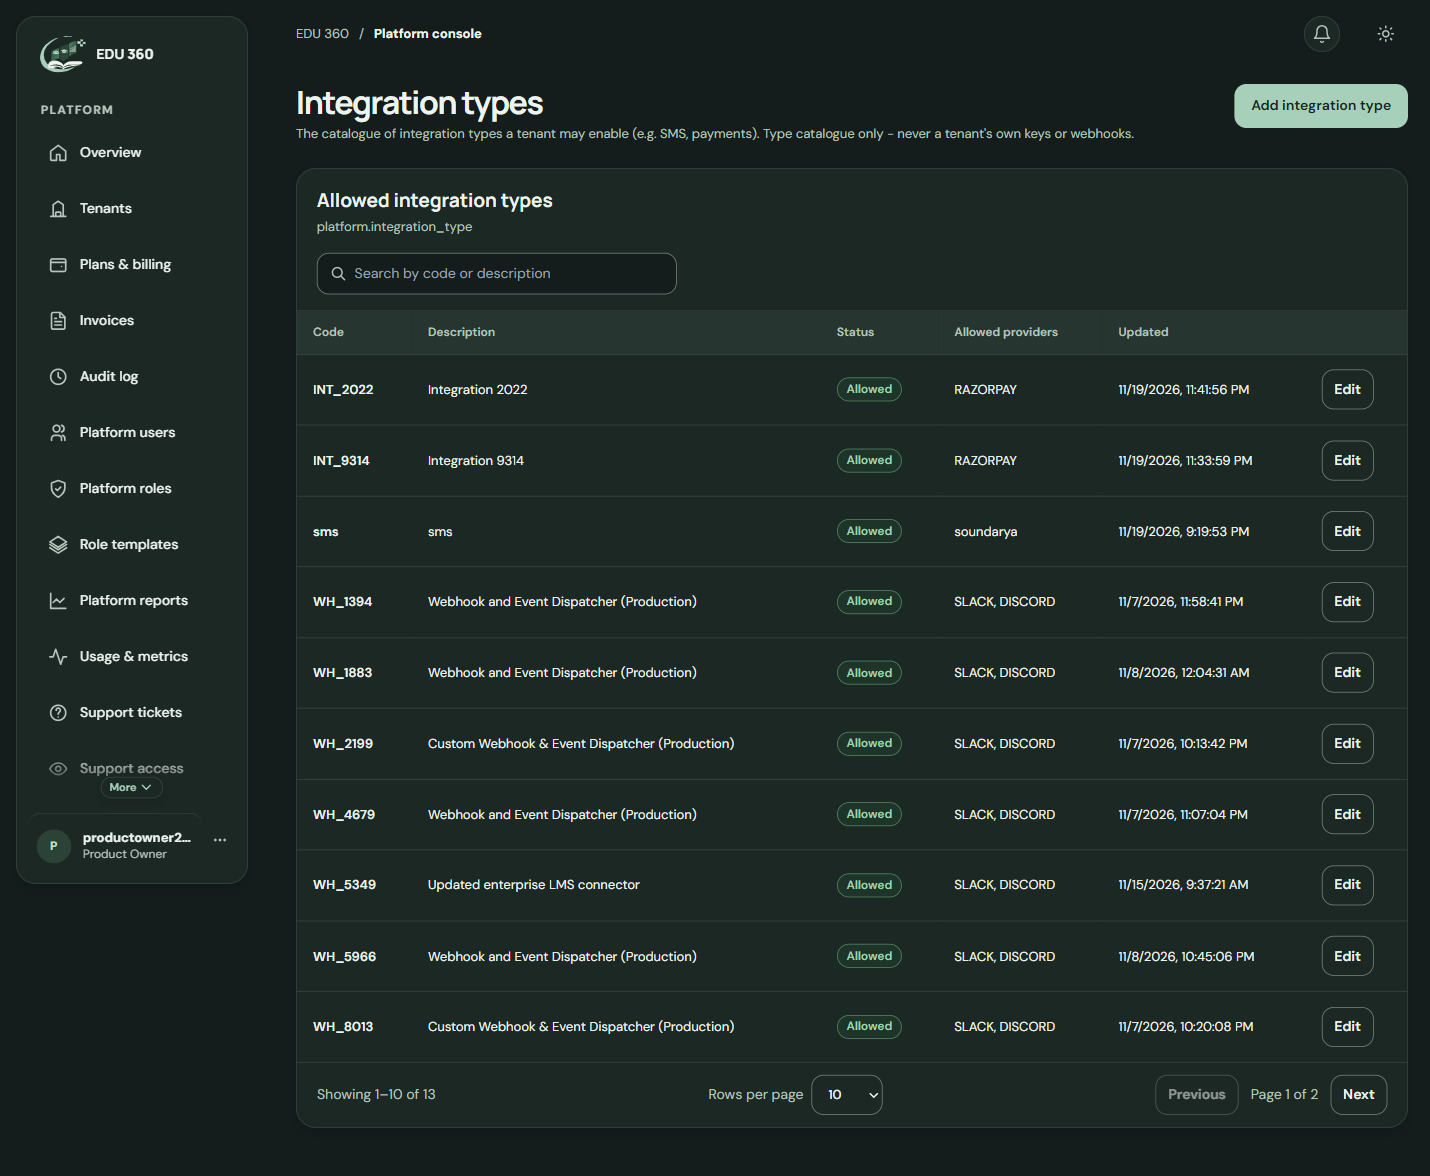 EDU 360
PLATFORM
Overview
Tenants
Plans & billing
Invoices
Audit log
Platform users
Platform roles
Role templates
Platform reports
Usage & metrics
Support tickets
Support access
More
P
productowner2...
Product Owner
EDU 360 / Platform console
Integration types
The catalogue of integration types a tenant may enable (e.g. SMS, payments). Type catalogue only - never a tenant's own keys or webhooks.
Add integration type
Allowed integration types
platform.integration_type
Search by code or description
Code Description Status Allowed providers Updated
INT_2022 Integration 2022 Allowed RAZORPAY 11/19/2026, 11:41:56 PM Edit
INT_9314 Integration 9314 Allowed RAZORPAY 11/19/2026, 11:33:59 PM Edit
sms sms Allowed soundarya 11/19/2026, 9:19:53 PM Edit
WH_1394 Webhook and Event Dispatcher (Production) Allowed SLACK, DISCORD 11/7/2026, 11:58:41 PM Edit
WH_1883 Webhook and Event Dispatcher (Production) Allowed SLACK, DISCORD 11/8/2026, 12:04:31 AM Edit
WH_2199 Custom Webhook & Event Dispatcher (Production) Allowed SLACK, DISCORD 11/7/2026, 10:13:42 PM Edit
WH_4679 Webhook and Event Dispatcher (Production) Allowed SLACK, DISCORD 11/7/2026, 11:07:04 PM Edit
WH_5349 Updated enterprise LMS connector Allowed SLACK, DISCORD 11/15/2026, 9:37:21 AM Edit
WH_5966 Webhook and Event Dispatcher (Production) Allowed SLACK, DISCORD 11/8/2026, 10:45:06 PM Edit
WH_8013 Custom Webhook & Event Dispatcher (Production) Allowed SLACK, DISCORD 11/7/2026, 10:20:08 PM Edit
Showing 1–10 of 13 Rows per page 10 Previous Page 1 of 2 Next